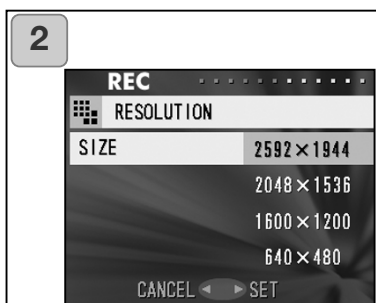 2
REC
RESOLUTION
SIZE 2592×1944
2048×1536
1600×1200
640×480
CANCEL ◀ ▶ SET